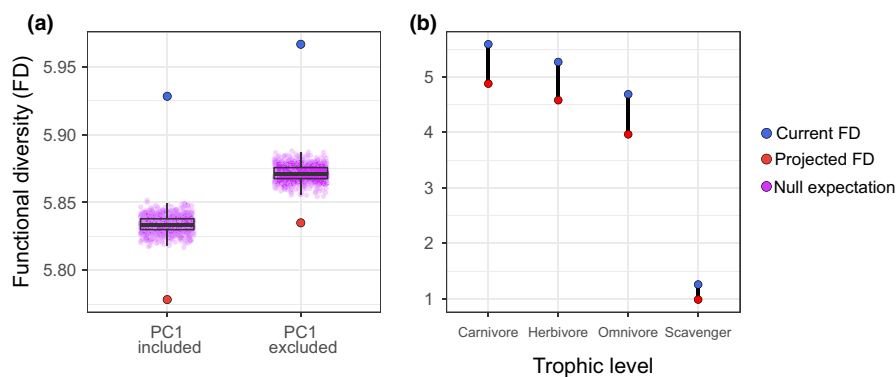 (a)
(b)
Functional diversity (FD)
5.95
5.90
5.85
5.80
PC1
included
PC1
excluded
5
4
3
2
1
Carnivore Herbivore Omnivore Scavenger
Trophic level
Current FD
Projected FD
Null expectation